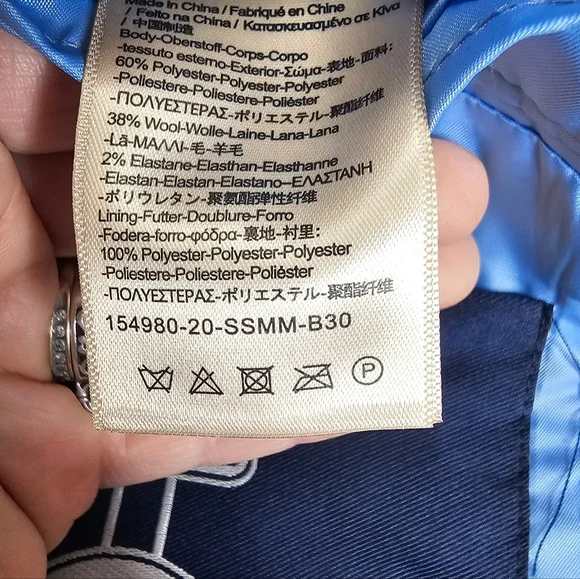 Made in China / Fabriqué en Chine
/ Feito na China / Κατασκευασμένο σε Κίνα
/ 中国制造
Body-Oberstoff-Corps-Corpo
-tessuto esterno-Exterior-Σώμα-表地-面料:
60% Polyester-Polyester-Polyester
-Poliestere-Poliestere-Poliéster
-ΠΟΛΥΕΣΤΕΡΑΣ-ポリエステル-聚酯纤维
38% Wool-Wolle-Laine-Lana-Lana
-Lã-ΜΑΛΛΙ-毛-羊毛
2% Elastane-Elasthan-Elasthanne
-Elastan-Elastan-Elastano-ΕΛΑΣΤΑΝΗ
-ポリウレタン-聚氨酯弹性纤维
Lining-Futter-Doublure-Forro
-Fodera-forro-φόδρα-裏地-衬里:
100% Polyester-Polyester-Polyester
-Poliestere-Poliestere-Polièster
-ΠΟΛΥΕΣΤΕΡΑΣ-ポリエステル-聚酯纤维
154980-20-SSMM-B30
P